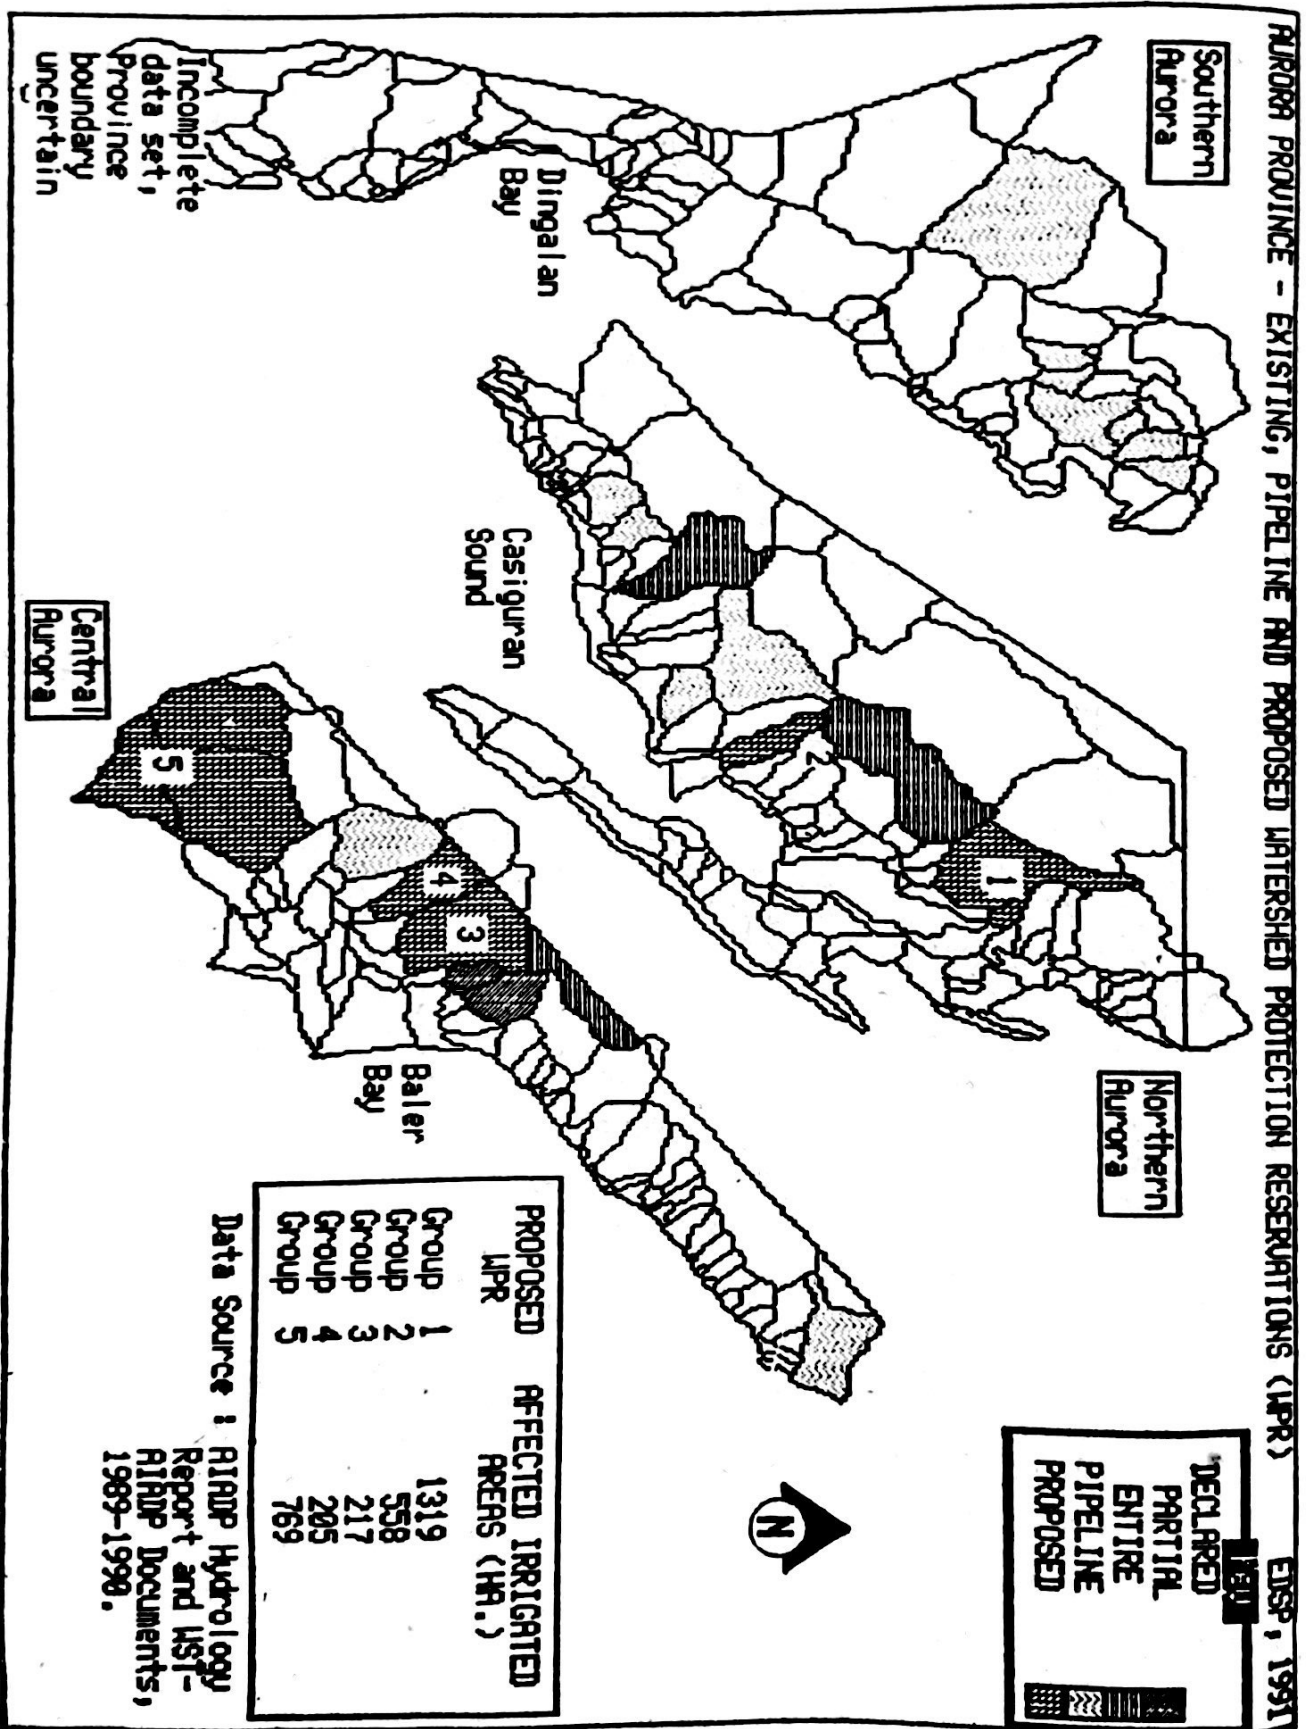 AURORA PROVINCE - EXISTING, PIPELINE AND PROPOSED WATERSHED PROTECTION RESERVATIONS (WPR) EDSP, 1991
Southern
Aurora
Dingalan
Bay
Incomplete
data set,
Province
boundary
uncertain
Northern
Aurora
Casiguran
Sound
1
2
Central
Aurora
Baler
Bay
3
4
5
DECLARED
PARTIAL
ENTIRE
PIPELINE
PROPOSED
N
PROPOSED AFFECTED IRRIGATED
WPR AREAS (HA.)
Group 1 1319
Group 2 558
Group 3 217
Group 4 205
Group 5 769
Data Source : AIADP Hydrology
Report and WST-
AIADP Documents,
1989-1990.